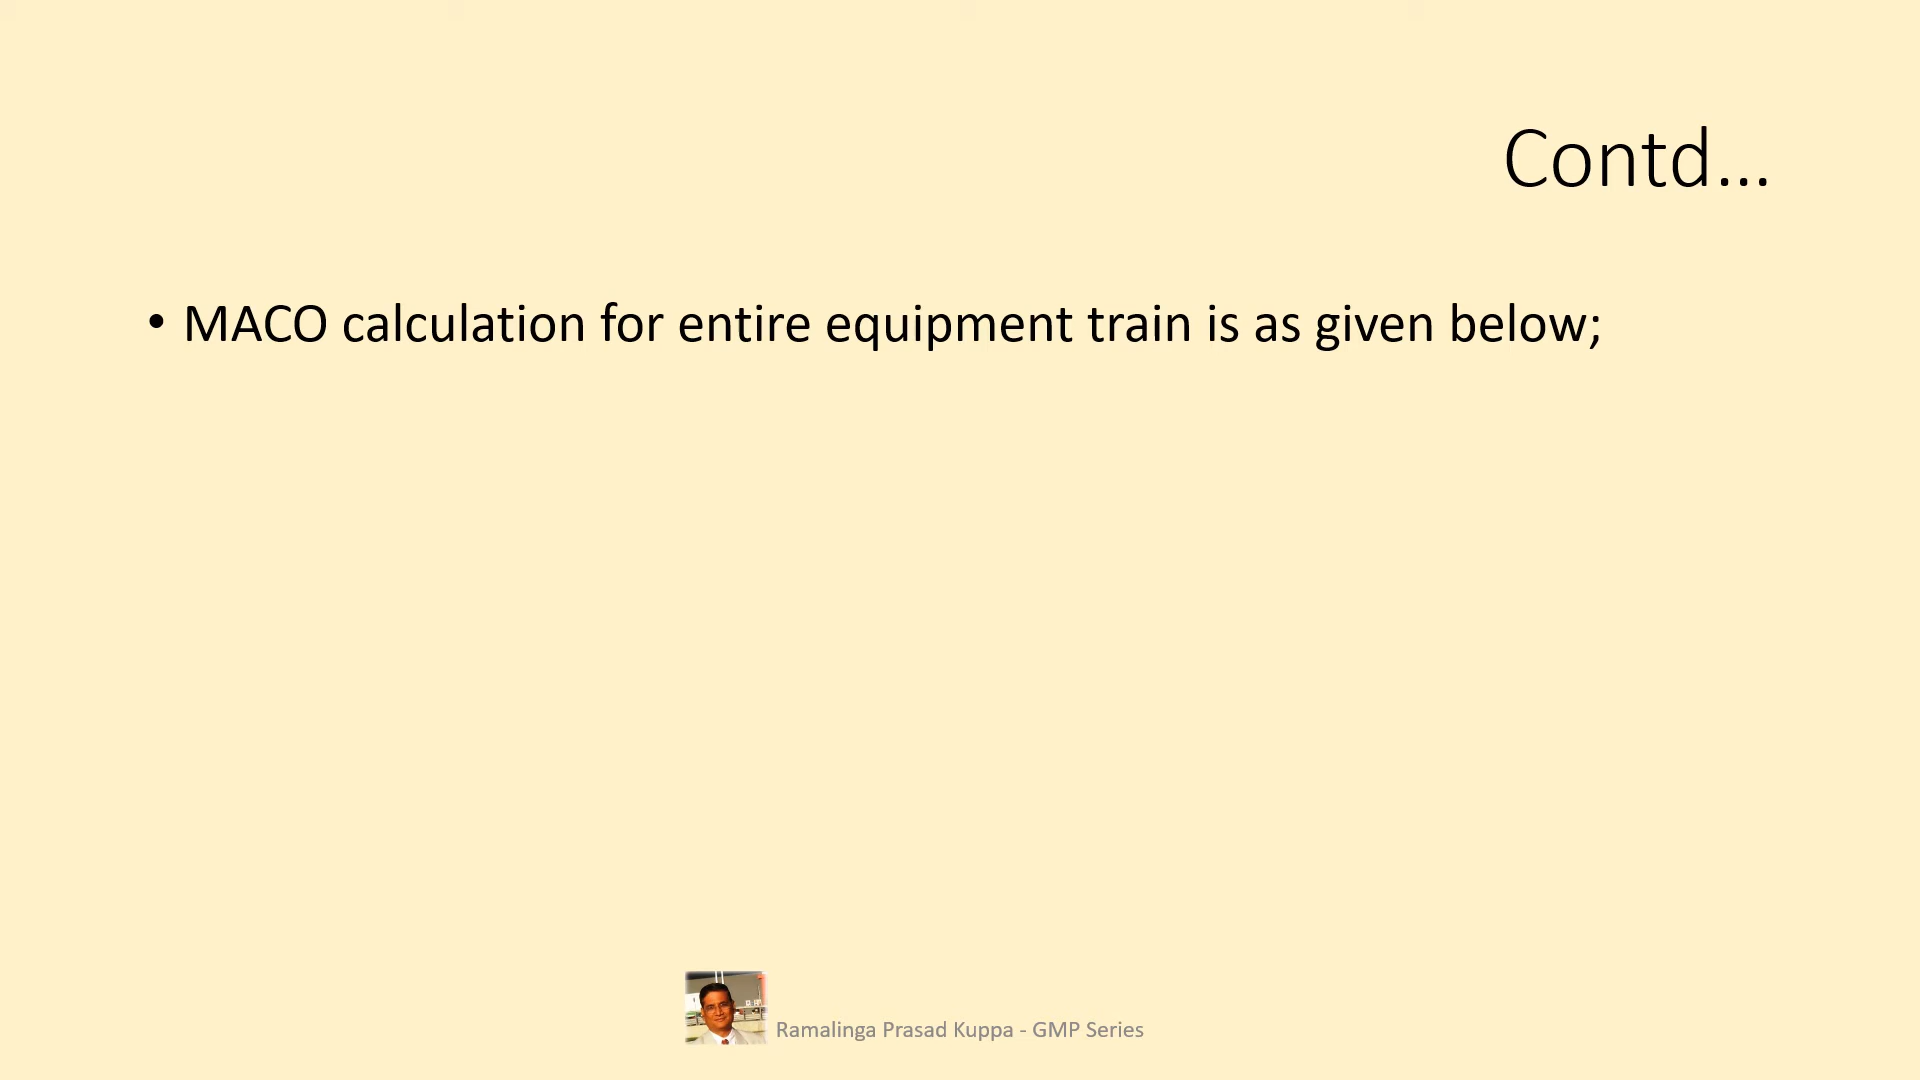 Contd...
• MACO calculation for entire equipment train is as given below;
Ramalinga Prasad Kuppa - GMP Series